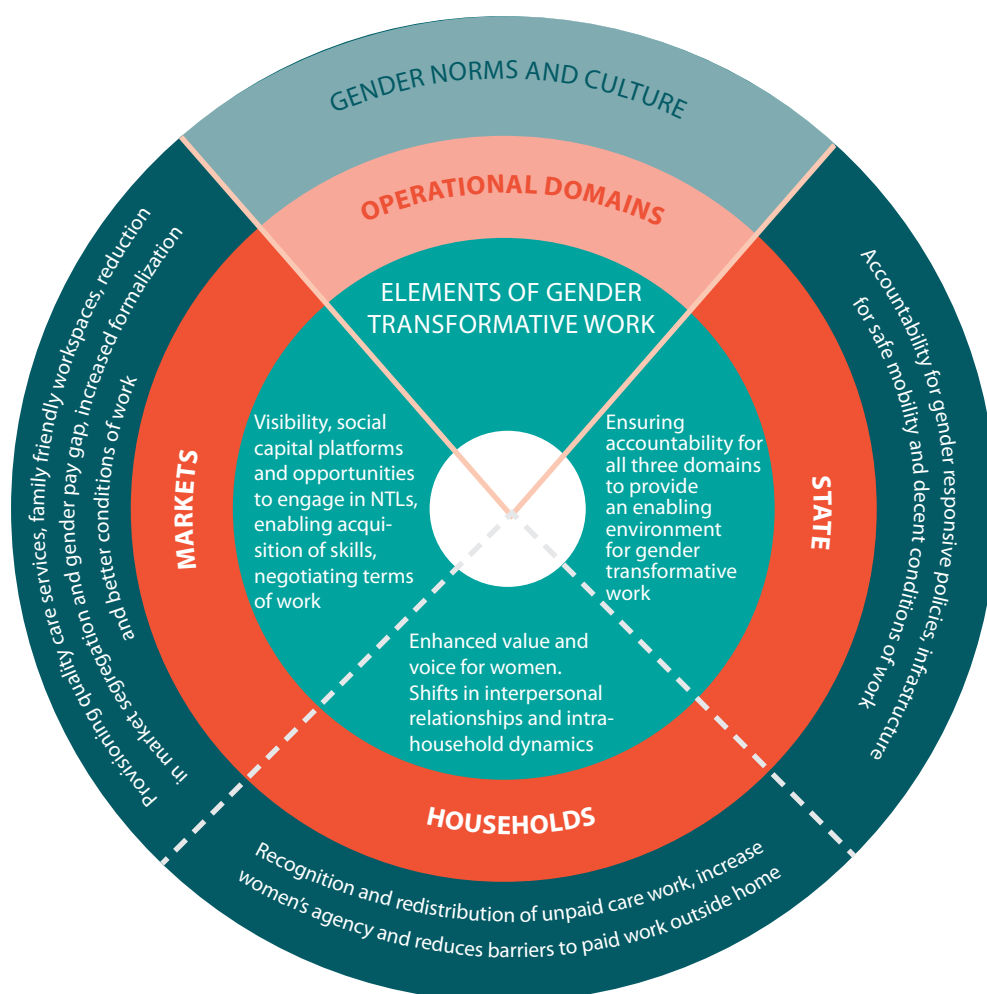 GENDER NORMS AND CULTURE
OPERATIONAL DOMAINS
ELEMENTS OF GENDER
TRANSFORMATIVE WORK
Provisioning quality care services, family friendly workspaces, reduction
in market segregation and gender pay gap, increased formalization
and better conditions of work
MARKETS
Visibility, social
capital platforms
and opportunities
to engage in NTLs,
enabling acqui-
sition of skills,
negotiating terms
of work
Ensuring
accountability for
all three domains
to provide
an enabling
environment
for gender
transformative
work
STATE
Accountability for gender responsive policies, infrastructure
for safe mobility and decent conditions of work
Enhanced value and
voice for women.
Shifts in interpersonal
relationships and intra-
household dynamics
HOUSEHOLDS
Recognition and redistribution of unpaid care work, increase
women's agency and reduces barriers to paid work outside home